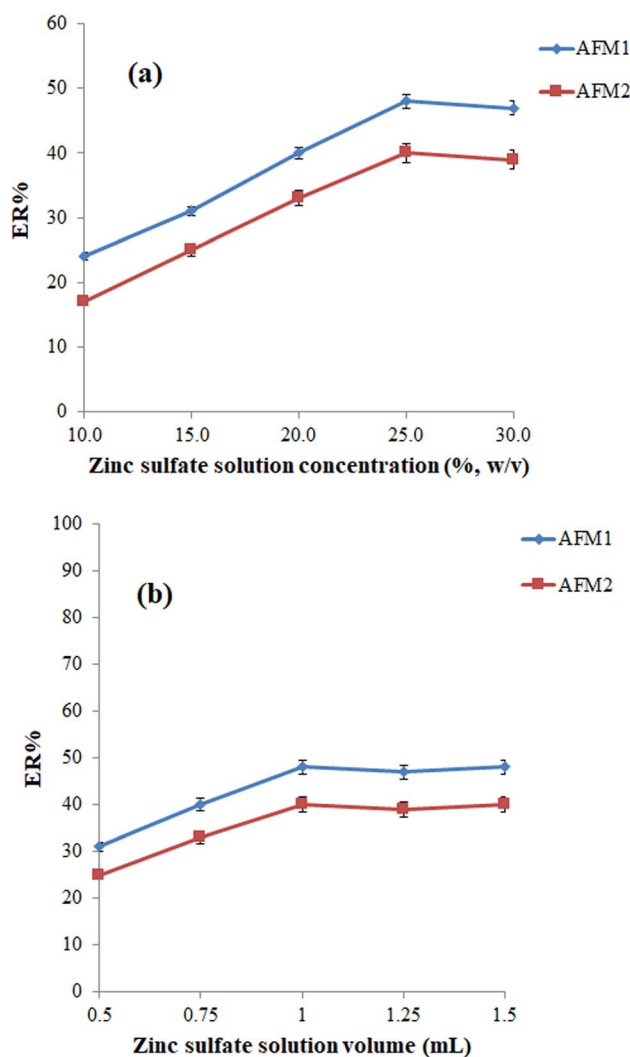 60
50
40
30
20
10
0
ER%
(a)
AFM1
AFM2
10.0 15.0 20.0 25.0 30.0
Zinc sulfate solution concentration (%, w/v)
100
90
80
70
60
50
40
30
20
10
0
ER%
(b)
AFM1
AFM2
0.5 0.75 1 1.25 1.5
Zinc sulfate solution volume (mL)